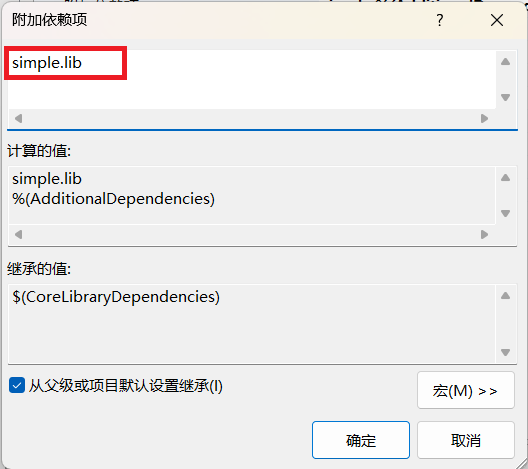 附加依赖项
simple.lib
计算的值:
simple.lib
%(AdditionalDependencies)
继承的值:
$(CoreLibraryDependencies)
从父级或项目默认设置继承(I)
宏(M) >>
确定
取消